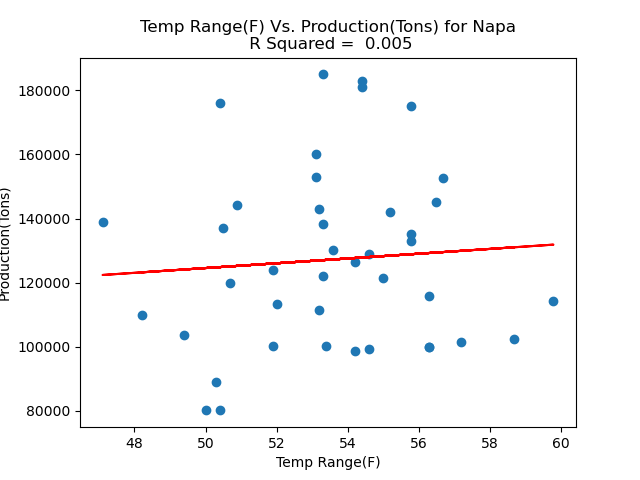 Temp Range(F) Vs. Production(Tons) for Napa
R Squared = 0.005
180000
160000
140000
120000
100000
80000
Production(Tons)
48 50 52 54 56 58 60
Temp Range(F)